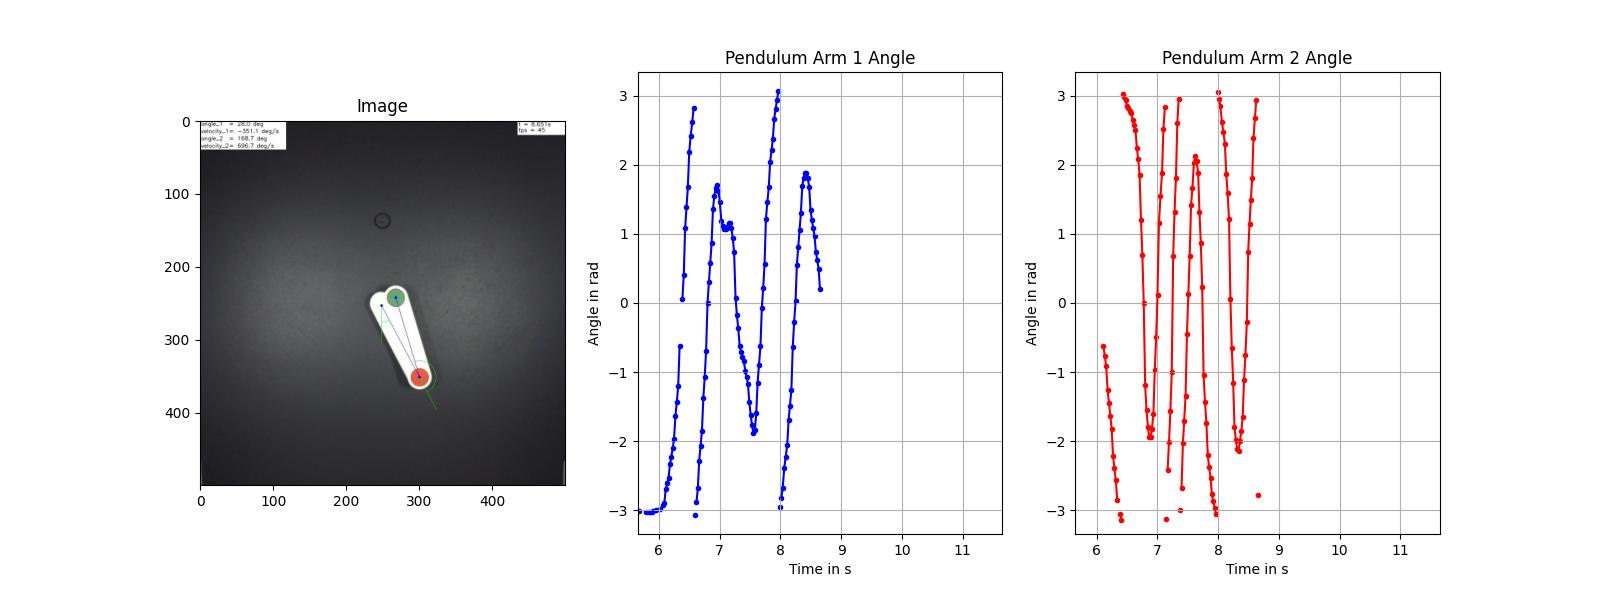 Image
Pendulum Arm 1 Angle
Pendulum Arm 2 Angle
angle_1 = 28.0 deg
velocity_1= -351.1 deg/s
angle_2 = 168.7 deg
velocity_2= 696.7 deg/s
t = 8.651s
fps = 45
0
100
200
300
400
0 100 200 300 400
Angle in rad
3
2
1
0
−1
−2
−3
6 7 8 9 10 11
Time in s
Angle in rad
3
2
1
0
−1
−2
−3
6 7 8 9 10 11
Time in s